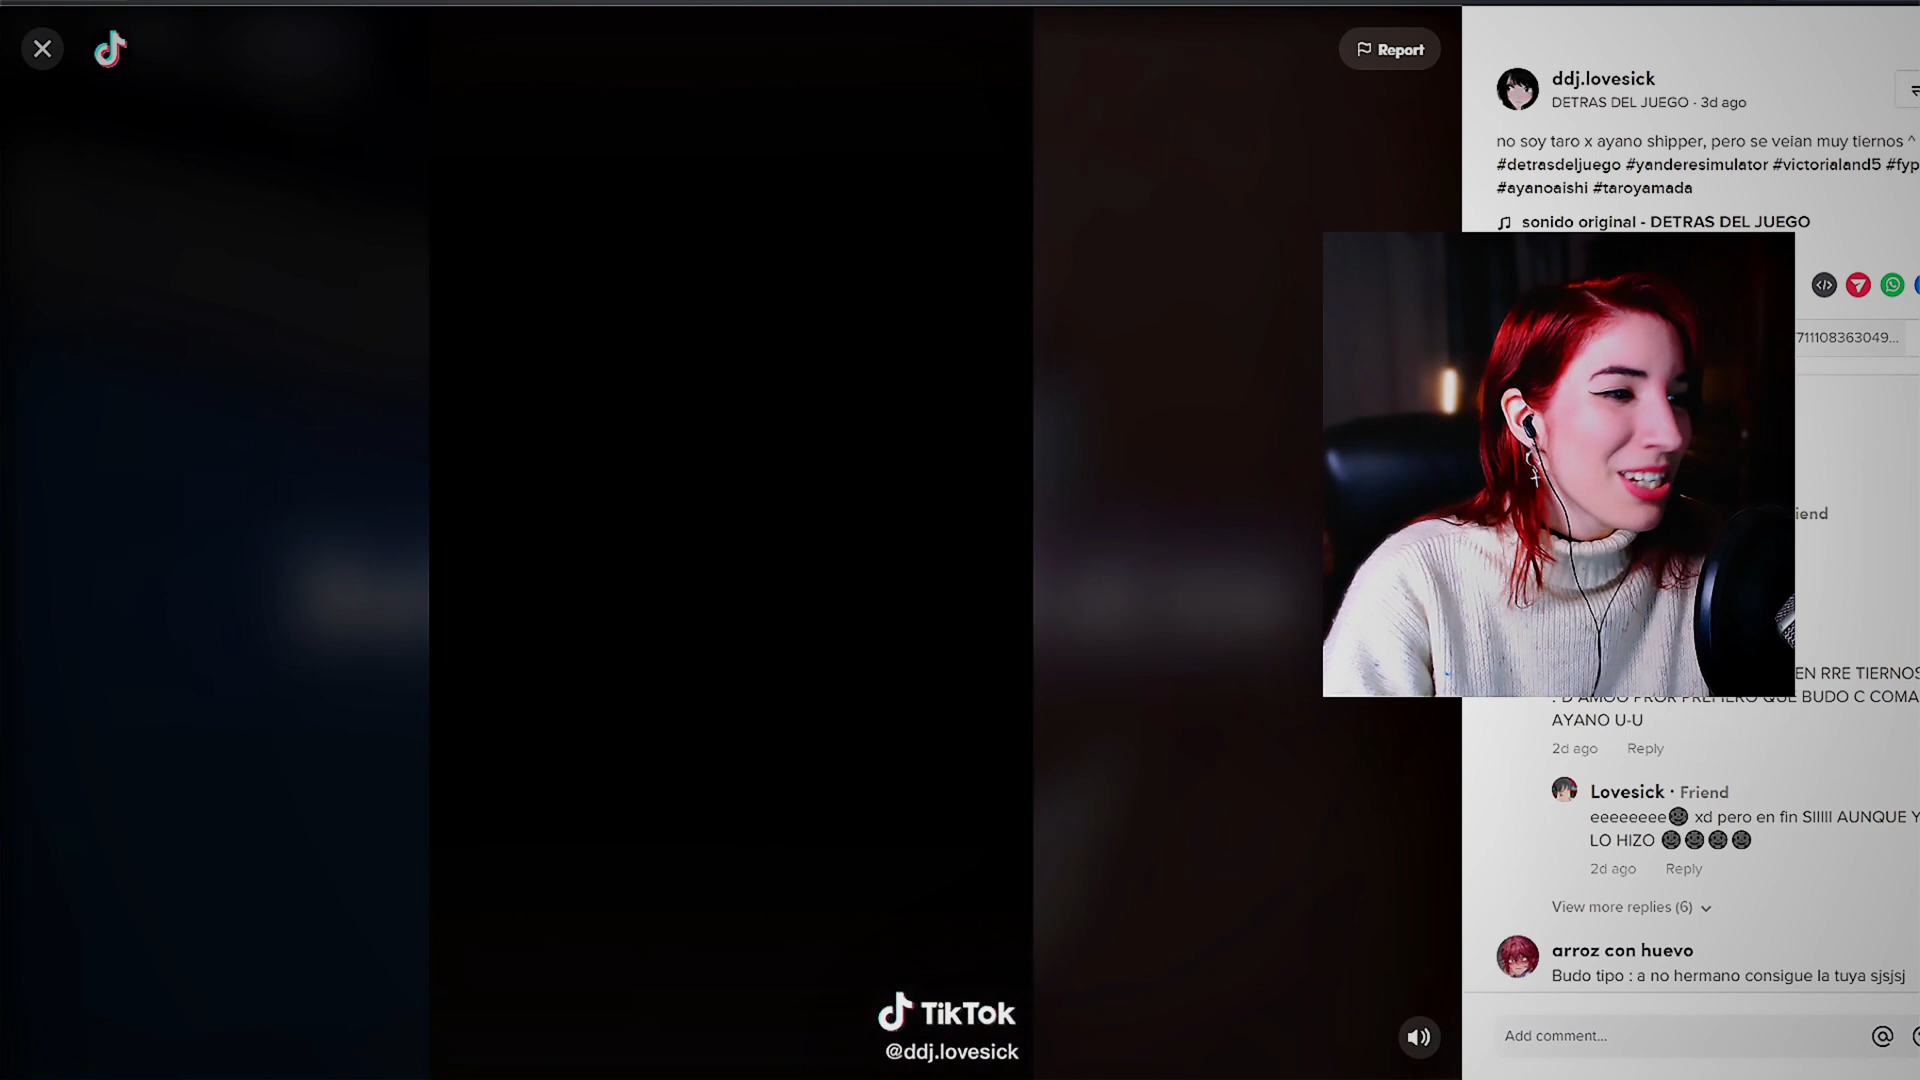 Report
ddj.lovesick
DETRAS DEL JUEGO · 3d ago
no soy taro x ayano shipper, pero se veian muy tiernos ^
#detrasdeljuego #yanderesimulator #victorialand5 #fyp
#ayanoaishi #taroyamada
sonido original - DETRAS DEL JUEGO
711108363049...
EN RRE TIERNOS
QUE BUDO C COMA
AYANO U-U
2d ago Reply
Lovesick · Friend
eeeeeeee xd pero en fin SIIIII AUNQUE Y
LO HIZO
2d ago Reply
View more replies (6)
arroz con huevo
Budo tipo : a no hermano consigue la tuya sjsjsj
TikTok
@ddj.lovesick
Add comment...